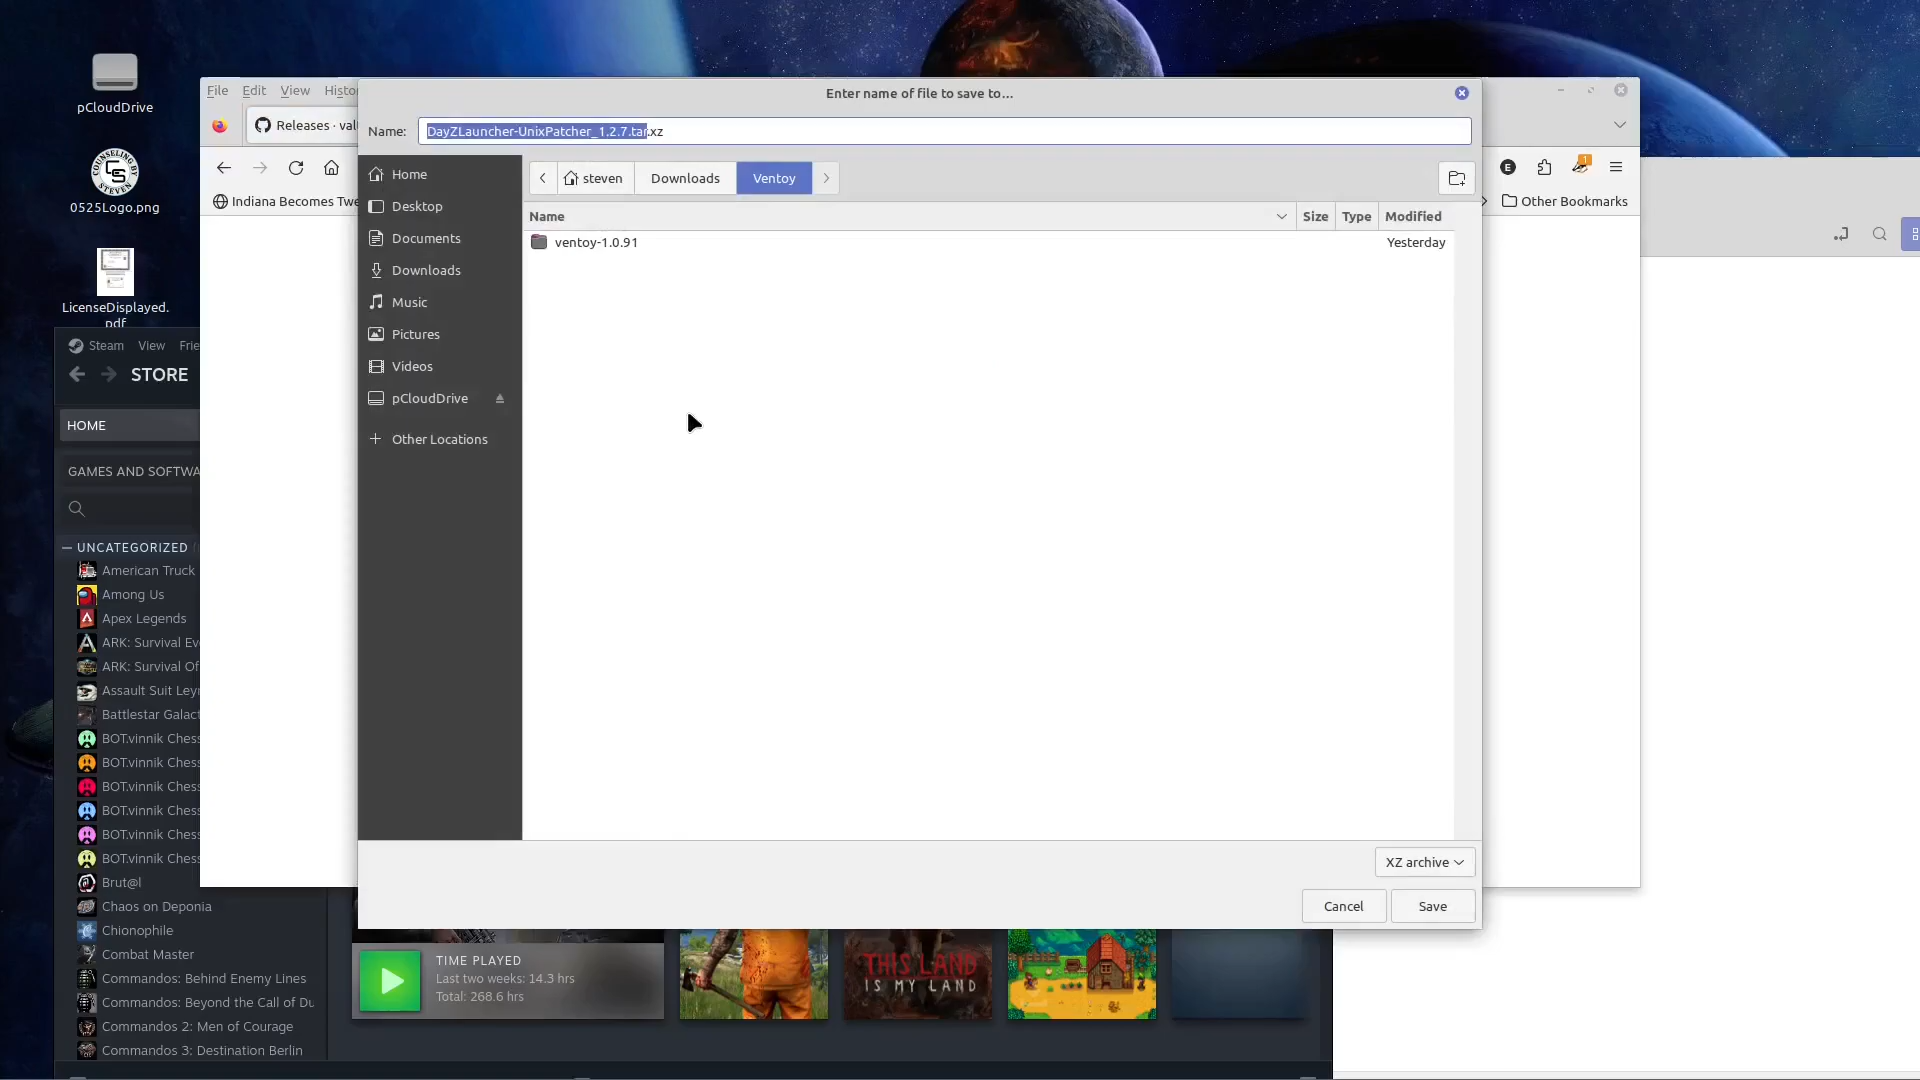 pCloudDrive
COUNSELING BY
CS
STEVEN
0525Logo.png
LicenseDisplayed.
pdf
File Edit View Histo
Releases · val
Indiana Becomes Twe
1
Other Bookmarks
Enter name of file to save to...
Name: DayZLauncher-UnixPatcher_1.2.7.tar.xz
Home
Desktop
Documents
Downloads
Music
Pictures
Videos
pCloudDrive
Other Locations
steven Downloads Ventoy
Name Size Type Modified
ventoy-1.0.91 Yesterday
XZ archive
Cancel Save
Steam View Frie
STORE
HOME
GAMES AND SOFTWA
UNCATEGORIZED
American Truck
Among Us
Apex Legends
ARK: Survival Ev
ARK: Survival Of
Assault Suit Leyn
Battlestar Galact
BOT.vinnik Chess
BOT.vinnik Chess
BOT.vinnik Chess
BOT.vinnik Chess
BOT.vinnik Chess
BOT.vinnik Chess
Brut@l
Chaos on Deponia
Chionophile
Combat Master
Commandos: Behind Enemy Lines
Commandos: Beyond the Call of Du
Commandos 2: Men of Courage
Commandos 3: Destination Berlin
TIME PLAYED
Last two weeks: 14.3 hrs
Total: 268.6 hrs
THIS LAND
IS MY LAND